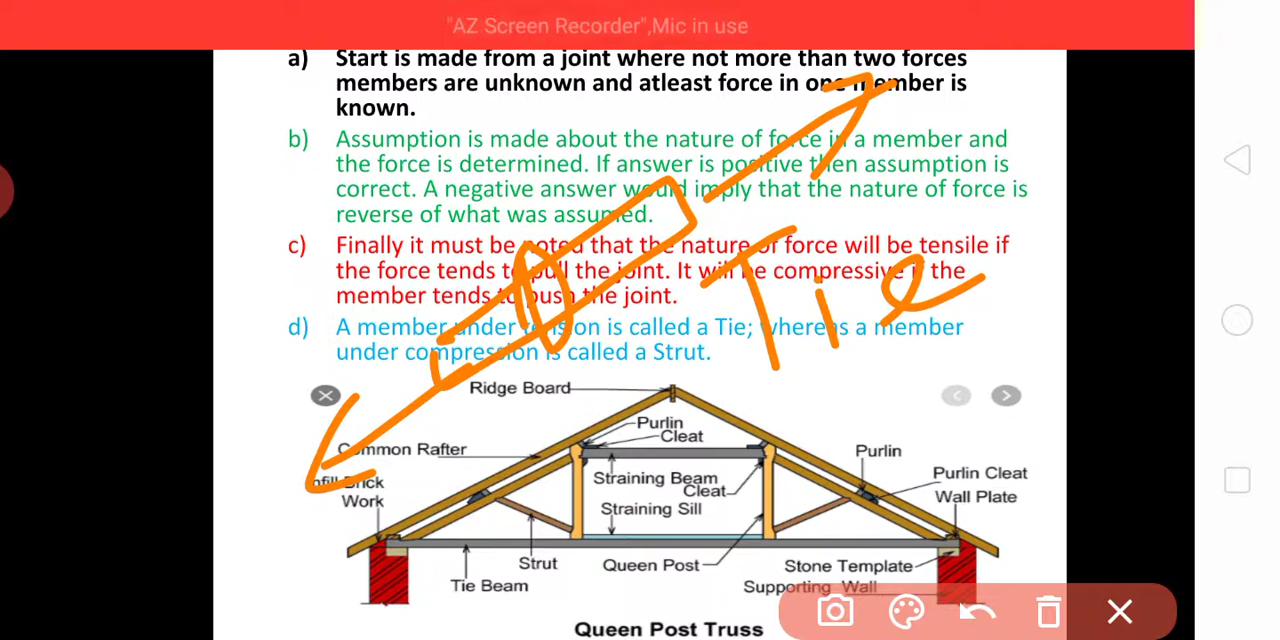 "AZ Screen Recorder",Mic in use
a) Start is made from a joint where not more than two forces
members are unknown and atleast force in one member is
known.
b) Assumption is made about the nature of force in a member and
the force is determined. If answer is positive then assumption is
correct. A negative answer would imply that the nature of force is
reverse of what was assumed.
c) Finally it must be noted that the nature of force will be tensile if
the force tends to pull the joint. It will be compressive if the
member tends to push the joint.
Tie
d) A member under tension is called a Tie; whereas a member
under compression is called a Strut.
Ridge Board
Purlin
Cleat
Common Rafter
Purlin
Straining Beam
Cleat
Purlin Cleat
Infill Brick
Work
Wall Plate
Straining Sill
Strut
Queen Post
Stone Template
Tie Beam
Supporting Wall
Queen Post Truss